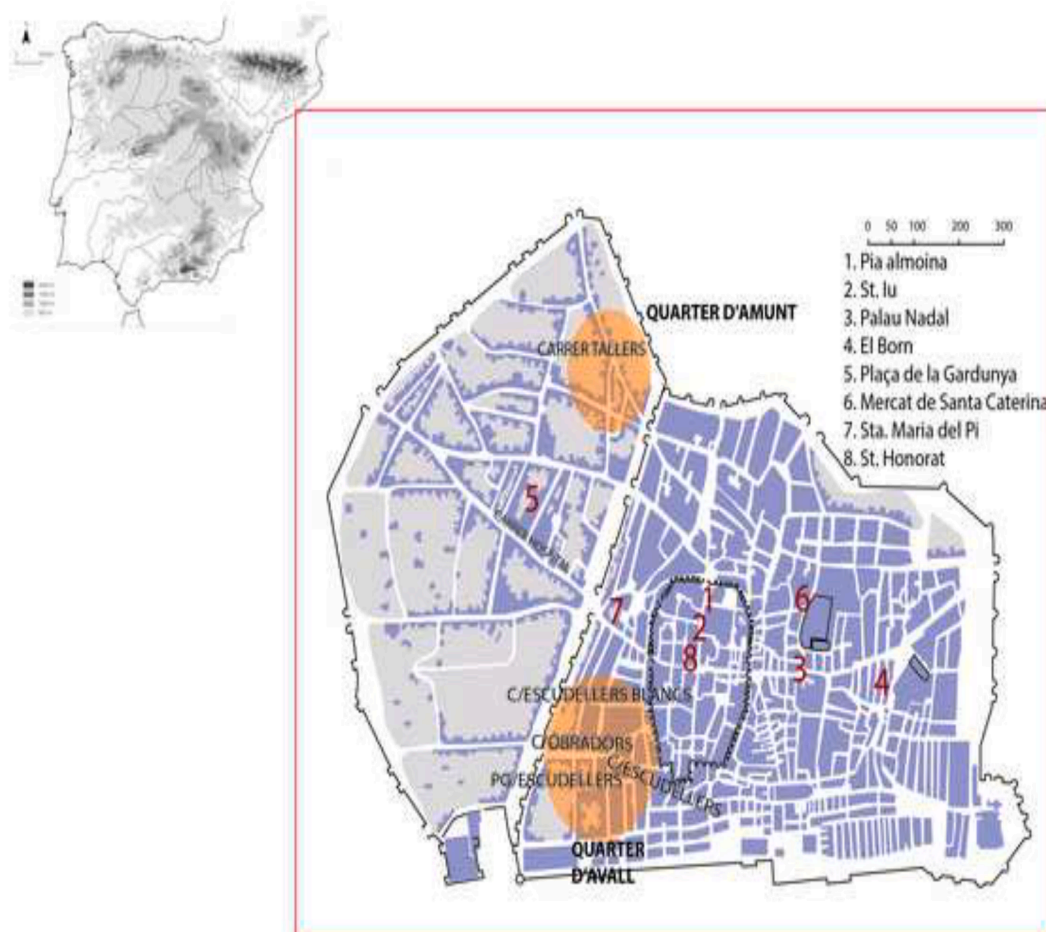 0 50 100 200 300
1. Pia almoina
2. St. Iu
3. Palau Nadal
4. El Born
5. Plaça de la Gardunya
6. Mercat de Santa Caterina
7. Sta. Maria del Pi
8. St. Honorat
QUARTER D'AMUNT
CARRER TALLERS
5
CARRER HOSPITAL
1
6
7
2
8
3
4
C/ESCUDELLERS BLANCS
C/OBRADORS
C/ESCUDELLERS
PG/ESCUDELLERS
QUARTER
D'AVALL